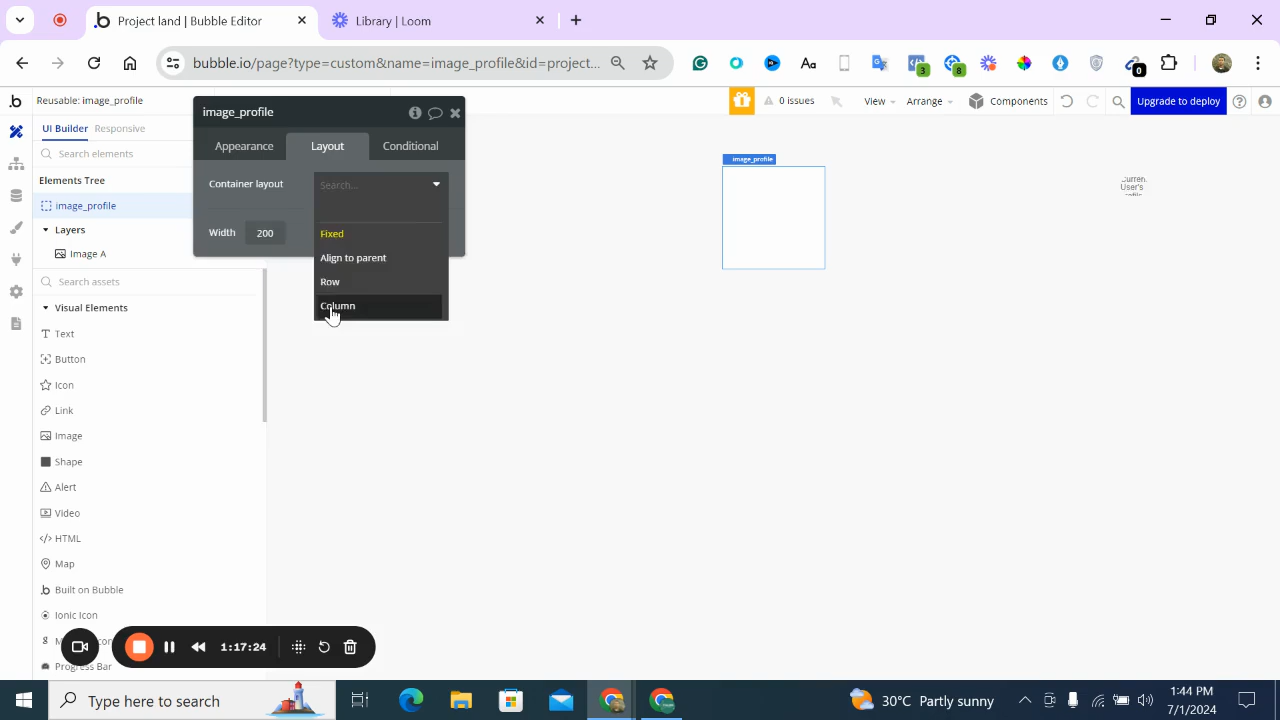 Project land | Bubble Editor
Library | Loom
bubble.io/page?type=custom&name=image_profile&id=project...
3
8
0
Reusable: image_profile
0 issues
View
Arrange
Components
Upgrade to deploy
UI Builder
Responsive
Search elements
Elements Tree
image_profile
Layers
Image A
Search assets
Visual Elements
Text
Button
Icon
Link
Image
Shape
Alert
Video
HTML
Map
Built on Bubble
Ionic Icon
Progress Bar
image_profile
Appearance
Layout
Conditional
Container layout
Search...
Width
200
Fixed
Align to parent
Row
Column
image_profile
User's
1:17:24
Type here to search
30°C Partly sunny
1:44 PM
7/1/2024